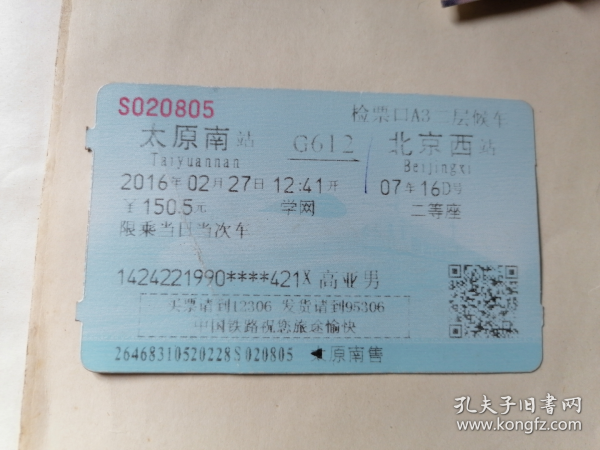 S020805 检票口A3二层候车
太原南站 G612 北京西站
Taiyuannan Beijingxi
2016年02月27日12:41开 07车16D号
￥150.5元 学网 二等座
限乘当日当次车
1424221990****421X 高亚男
买票请到12306 发货请到95306
中国铁路祝您旅途愉快
26468310520228S020805 太原南售
孔夫子旧书网
www.kongfz.com